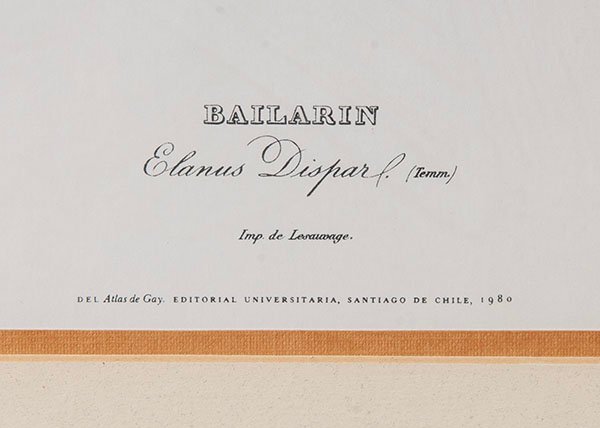 BAILARIN
Elanus Dispar. (Temm.)
Imp. de Lesauvage.
DEL Atlas de Gay. EDITORIAL UNIVERSITARIA, SANTIAGO DE CHILE, 1980